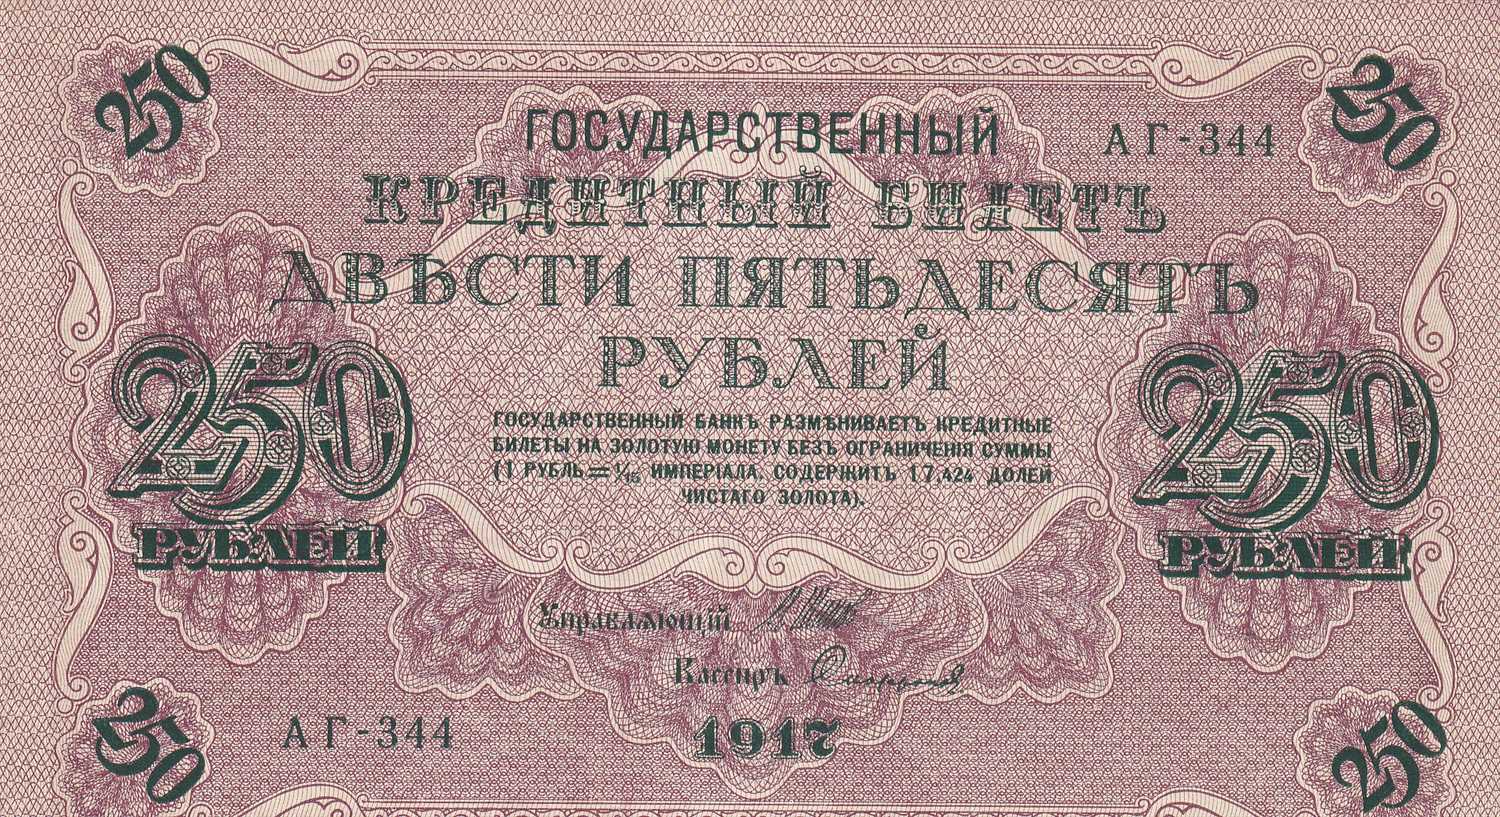 250
250
ГОСУДАРСТВЕННЫЙ
АГ-344
КРЕДИТНЫЙ БИЛЕТЪ
ДВѢСТИ ПЯТЬДЕСЯТЪ
РУБЛЕЙ
250
РУБЛЕЙ
250
РУБЛЕЙ
ГОСУДАРСТВЕННЫЙ БАНКЪ РАЗМѢНИВАЕТЪ КРЕДИТНЫЕ
БИЛЕТЫ НА ЗОЛОТУЮ МОНЕТУ БЕЗЪ ОГРАНИЧЕНІЯ СУММЫ
(1 РУБЛЬ = 1/15 ИМПЕРІАЛА, СОДЕРЖИТЪ 17,424 ДОЛЕЙ
ЧИСТАГО ЗОЛОТА).
Управляющій
Кассиръ
1917
АГ-344
250
250